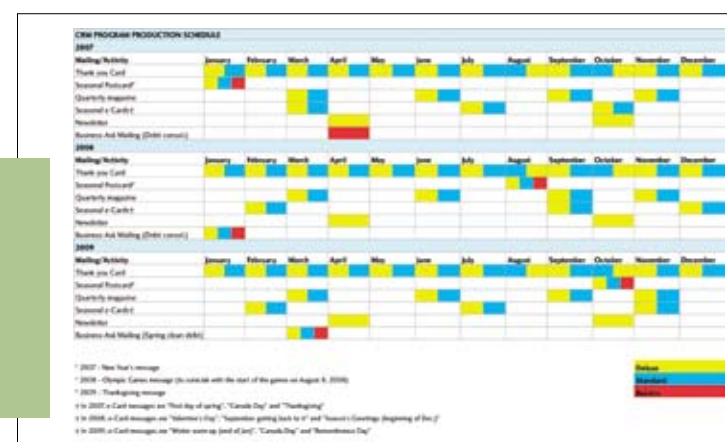 CRM PROGRAM PRODUCTION SCHEDULE
2007
Mailing/Activity January February March April May June July August September October November December
Thank you Card
Seasonal Postcard*
Quarterly magazine
Seasonal e-Card±
Newsletter
Business Aid Mailing (Debt consol.)
2008
Mailing/Activity January February March April May June July August September October November December
Thank you Card
Seasonal Postcard*
Quarterly magazine
Seasonal e-Card±
Newsletter
Business Aid Mailing (Debt consol.)
2009
Mailing/Activity January February March April May June July August September October November December
Thank you Card
Seasonal Postcard*
Quarterly magazine
Seasonal e-Card±
Newsletter
Business Aid Mailing (Spring clean debt)
* 2007 - New Year's message
Deluxe
* 2008 - Olympic Games message (to coincide with the start of the games on August 8, 2008)
Standard
* 2009 - Thanksgiving message
± in 2007, e-Card messages are "First day of spring", "Canada Day" and "Thanksgiving"
± in 2008, e-Card messages are "Valentine's Day", "September getting back to it" and "Season's Greetings (beginning of Dec.)"
± in 2009, e-Card messages are "Winter warm up (end of Jan)", "Canada Day" and "Remembrance Day"